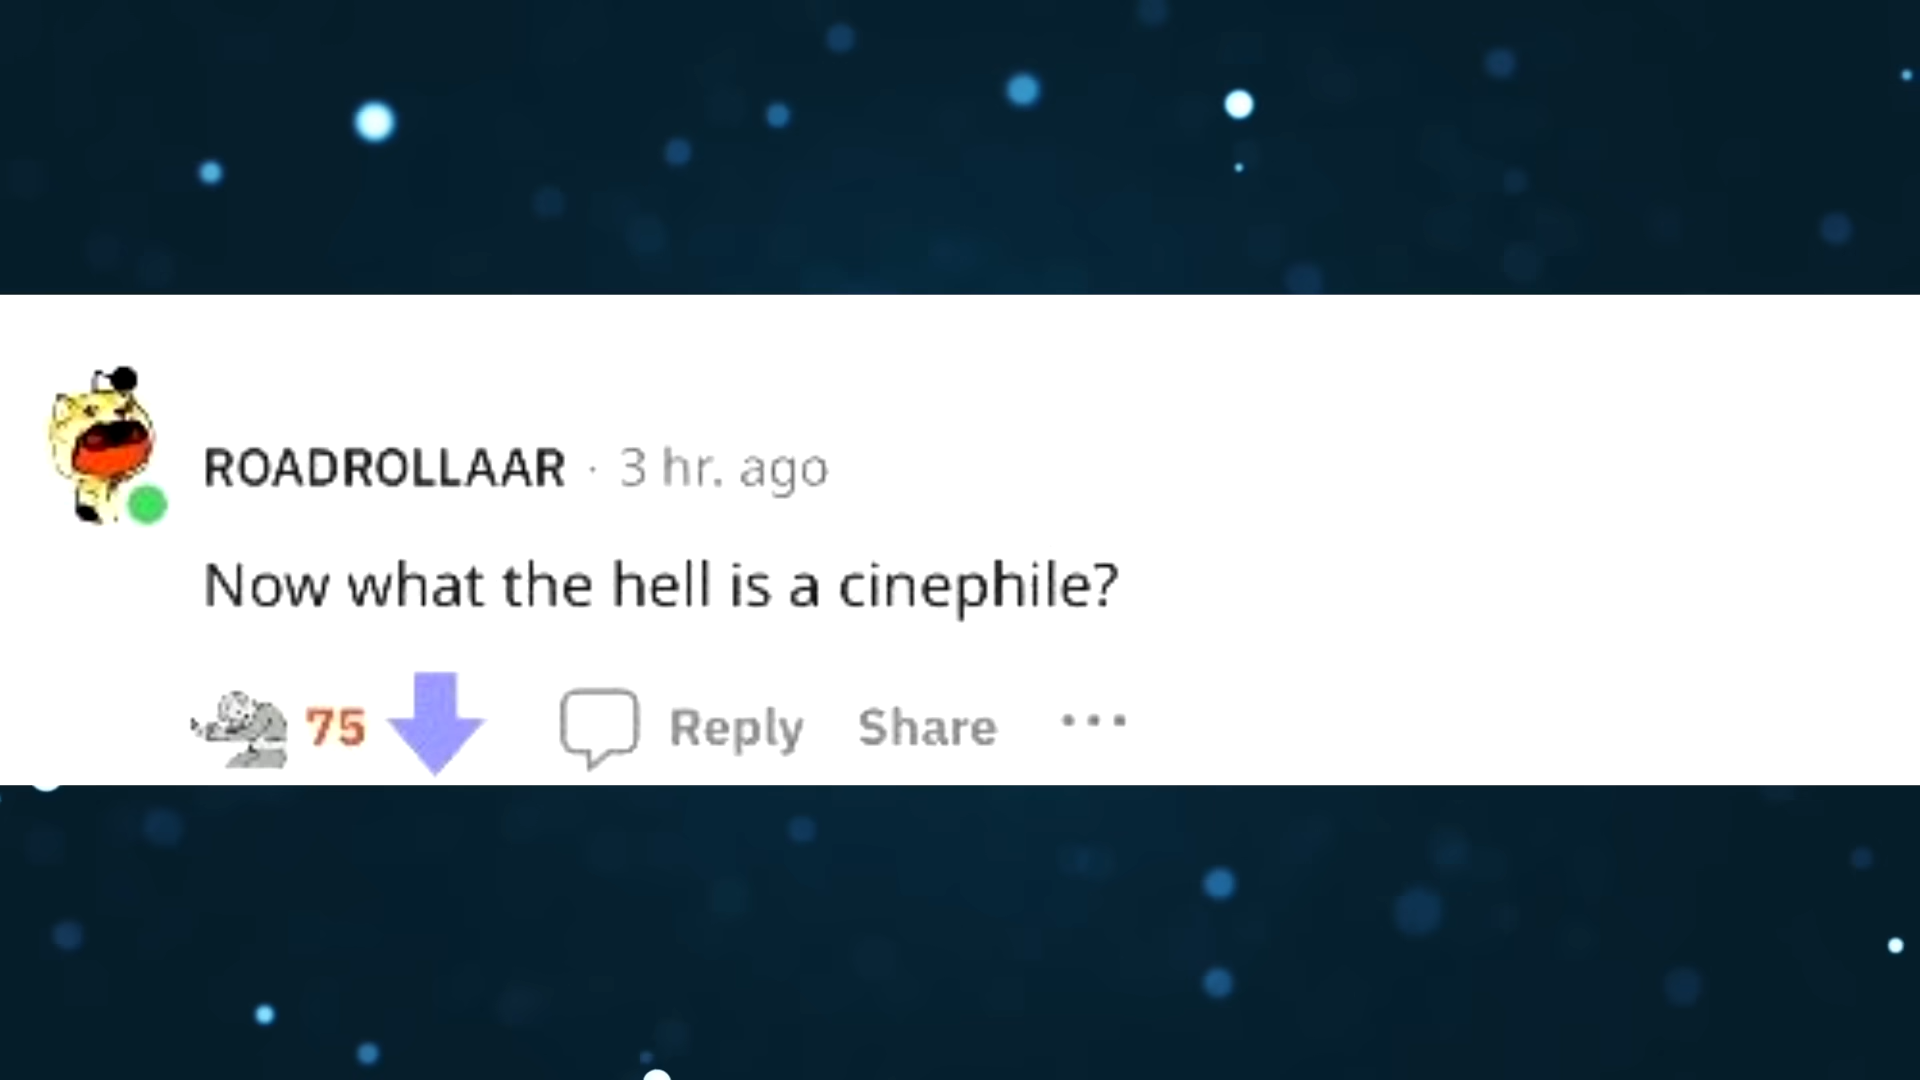 ROADROLLAAR · 3 hr. ago
Now what the hell is a cinephile?
75 Reply Share ...